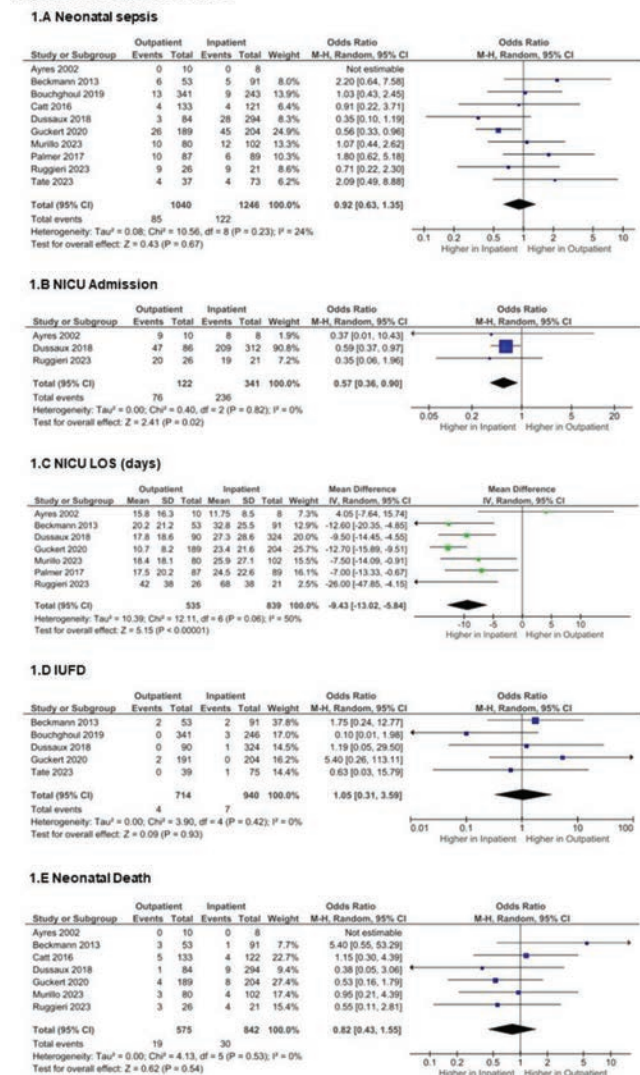 1.A Neonatal sepsis
Outpatient Inpatient Odds Ratio Odds Ratio
Study or Subgroup Events Total Events Total Weight M-H, Random, 95% CI M-H, Random, 95% CI
Ayres 2002 0 10 0 8 Not estimable
Beckmann 2013 6 53 5 91 8.0% 2.20 [0.64, 7.58]
Bouchghoul 2019 13 341 9 243 13.0% 1.03 [0.43, 2.45]
Catt 2016 4 133 4 121 6.4% 0.91 [0.22, 3.71]
Dussaux 2018 3 84 28 294 8.4% 0.35 [0.10, 1.19]
Guckert 2020 26 189 45 204 24.9% 0.56 [0.33, 0.96]
Murillo 2023 10 80 12 102 13.3% 1.07 [0.44, 2.62]
Palmer 2017 10 87 6 89 10.5% 1.80 [0.62, 5.18]
Ruggieri 2023 9 26 9 21 8.7% 0.71 [0.22, 2.30]
Tate 2023 4 37 4 73 6.2% 2.09 [0.49, 8.88]
Total (95% CI) 1040 1246 100.0% 0.92 [0.63, 1.35]
Total events 85 122
Heterogeneity: Tau² = 0.08; Chi² = 10.56, df = 8 (P = 0.23); I² = 24%
Test for overall effect: Z = 0.43 (P = 0.67)
0.1 0.2 0.5 1 2 5 10
Higher in Inpatient Higher in Outpatient
1.B NICU Admission
Outpatient Inpatient Odds Ratio Odds Ratio
Study or Subgroup Events Total Events Total Weight M-H, Random, 95% CI M-H, Random, 95% CI
Ayres 2002 9 10 8 8 1.9% 0.37 [0.01, 10.43]
Dussaux 2018 47 86 209 312 90.8% 0.59 [0.37, 0.97]
Ruggieri 2023 20 26 19 21 7.2% 0.35 [0.06, 1.96]
Total (95% CI) 122 341 100.0% 0.57 [0.36, 0.90]
Total events 76 236
Heterogeneity: Tau² = 0.00; Chi² = 0.40, df = 2 (P = 0.82); I² = 0%
Test for overall effect: Z = 2.41 (P = 0.02)
0.05 0.2 1 5 20
Higher in Inpatient Higher in Outpatient
1.C NICU LOS (days)
Outpatient Inpatient Mean Difference Mean Difference
Study or Subgroup Mean SD Total Mean SD Total Weight IV, Random, 95% CI IV, Random, 95% CI
Ayres 2002 15.8 16.3 10 11.75 8.5 8 7.3% 4.05 [-7.64, 15.74]
Beckmann 2013 20.2 21.2 53 32.8 25.5 91 12.9% -12.60 [-20.35, -4.85]
Dussaux 2018 17.8 18.6 90 27.3 28.6 324 20.0% -9.50 [-14.45, -4.55]
Guckert 2020 10.7 8.2 189 23.4 21.6 204 25.7% -12.70 [-15.89, -9.51]
Murillo 2023 18.4 18.1 80 25.9 27.1 102 15.4% -7.50 [-14.09, -0.91]
Palmer 2017 17.5 20.2 87 24.5 22.6 89 16.1% -7.00 [-13.33, -0.67]
Ruggieri 2023 42 38 26 68 38 21 2.5% -26.00 [-47.85, -4.15]
Total (95% CI) 535 839 100.0% -9.43 [-13.02, -5.84]
Heterogeneity: Tau² = 10.39; Chi² = 12.11, df = 6 (P = 0.06); I² = 50%
Test for overall effect: Z = 5.15 (P < 0.00001)
-10 -5 0 5 10
Higher in Inpatient Higher in Outpatient
1.D IUFD
Outpatient Inpatient Odds Ratio Odds Ratio
Study or Subgroup Events Total Events Total Weight M-H, Random, 95% CI M-H, Random, 95% CI
Beckmann 2013 2 53 2 91 37.8% 1.75 [0.24, 12.77]
Bouchghoul 2019 0 341 3 246 17.0% 0.10 [0.01, 1.98]
Dussaux 2018 0 90 1 324 14.5% 1.19 [0.05, 29.50]
Guckert 2020 2 191 0 204 16.2% 5.40 [0.26, 113.11]
Tate 2023 0 39 1 75 14.4% 0.63 [0.03, 15.79]
Total (95% CI) 714 940 100.0% 1.05 [0.31, 3.59]
Total events 4 7
Heterogeneity: Tau² = 0.00; Chi² = 3.90, df = 4 (P = 0.42); I² = 0%
Test for overall effect: Z = 0.09 (P = 0.93)
0.01 0.1 1 10 100
Higher in Inpatient Higher in Outpatient
1.E Neonatal Death
Outpatient Inpatient Odds Ratio Odds Ratio
Study or Subgroup Events Total Events Total Weight M-H, Random, 95% CI M-H, Random, 95% CI
Ayres 2002 0 10 0 8 Not estimable
Beckmann 2013 3 53 1 91 7.7% 5.40 [0.55, 53.29]
Catt 2016 5 133 4 122 22.7% 1.15 [0.30, 4.39]
Dussaux 2018 1 84 9 294 9.4% 0.38 [0.05, 3.06]
Guckert 2020 4 189 8 204 27.4% 0.53 [0.16, 1.79]
Murillo 2023 3 80 4 102 17.6% 0.95 [0.21, 4.39]
Ruggieri 2023 3 26 4 21 15.2% 0.55 [0.11, 2.81]
Total (95% CI) 575 842 100.0% 0.82 [0.43, 1.55]
Total events 19 30
Heterogeneity: Tau² = 0.00; Chi² = 4.13, df = 5 (P = 0.53); I² = 0%
Test for overall effect: Z = 0.62 (P = 0.54)
0.1 0.2 0.5 1 2 5 10
Higher in Inpatient Higher in Outpatient